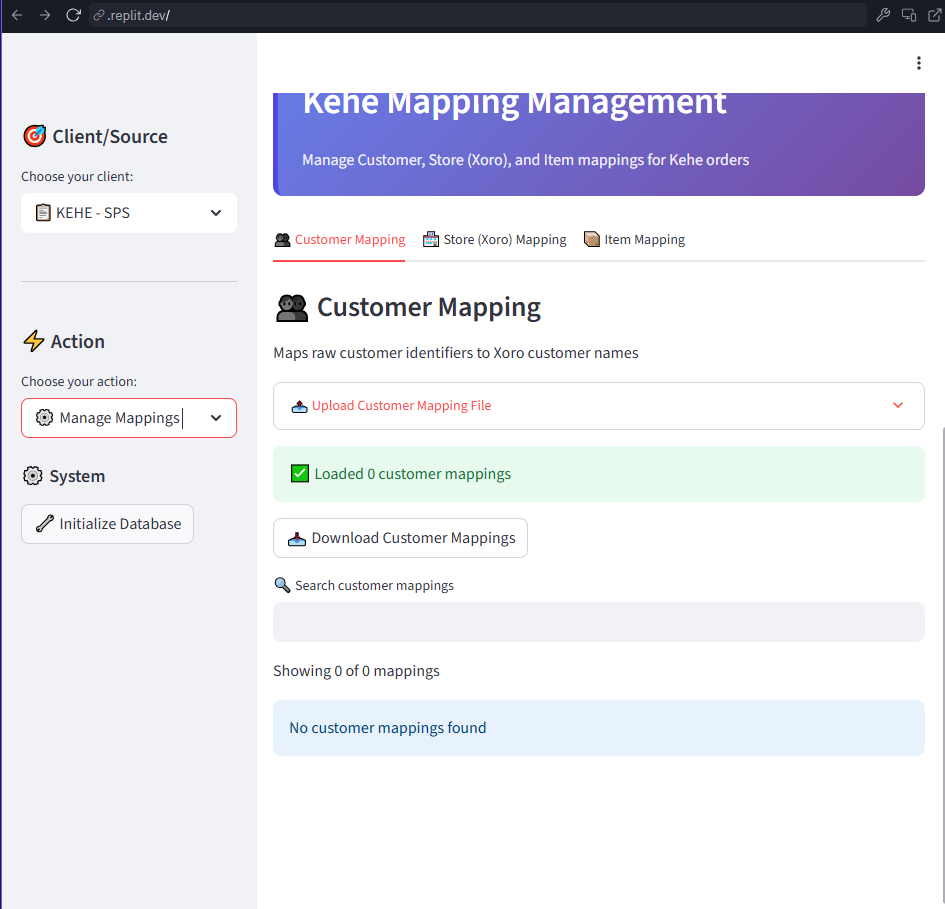 .replit.dev/
Client/Source
Choose your client:
KEHE - SPS
Action
Choose your action:
Manage Mappings
System
Initialize Database
Kehe Mapping Management
Manage Customer, Store (Xoro), and Item mappings for Kehe orders
Customer Mapping
Store (Xoro) Mapping
Item Mapping
Customer Mapping
Maps raw customer identifiers to Xoro customer names
Upload Customer Mapping File
Loaded 0 customer mappings
Download Customer Mappings
Search customer mappings
Showing 0 of 0 mappings
No customer mappings found